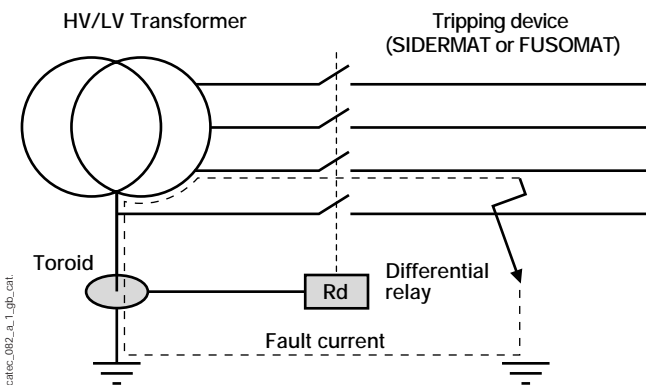 HV/LV Transformer
Tripping device
(SIDERMAT or FUSOMAT)
Toroid
Rd
Differential
relay
Fault current
catec_082_a_1_gb_cat.